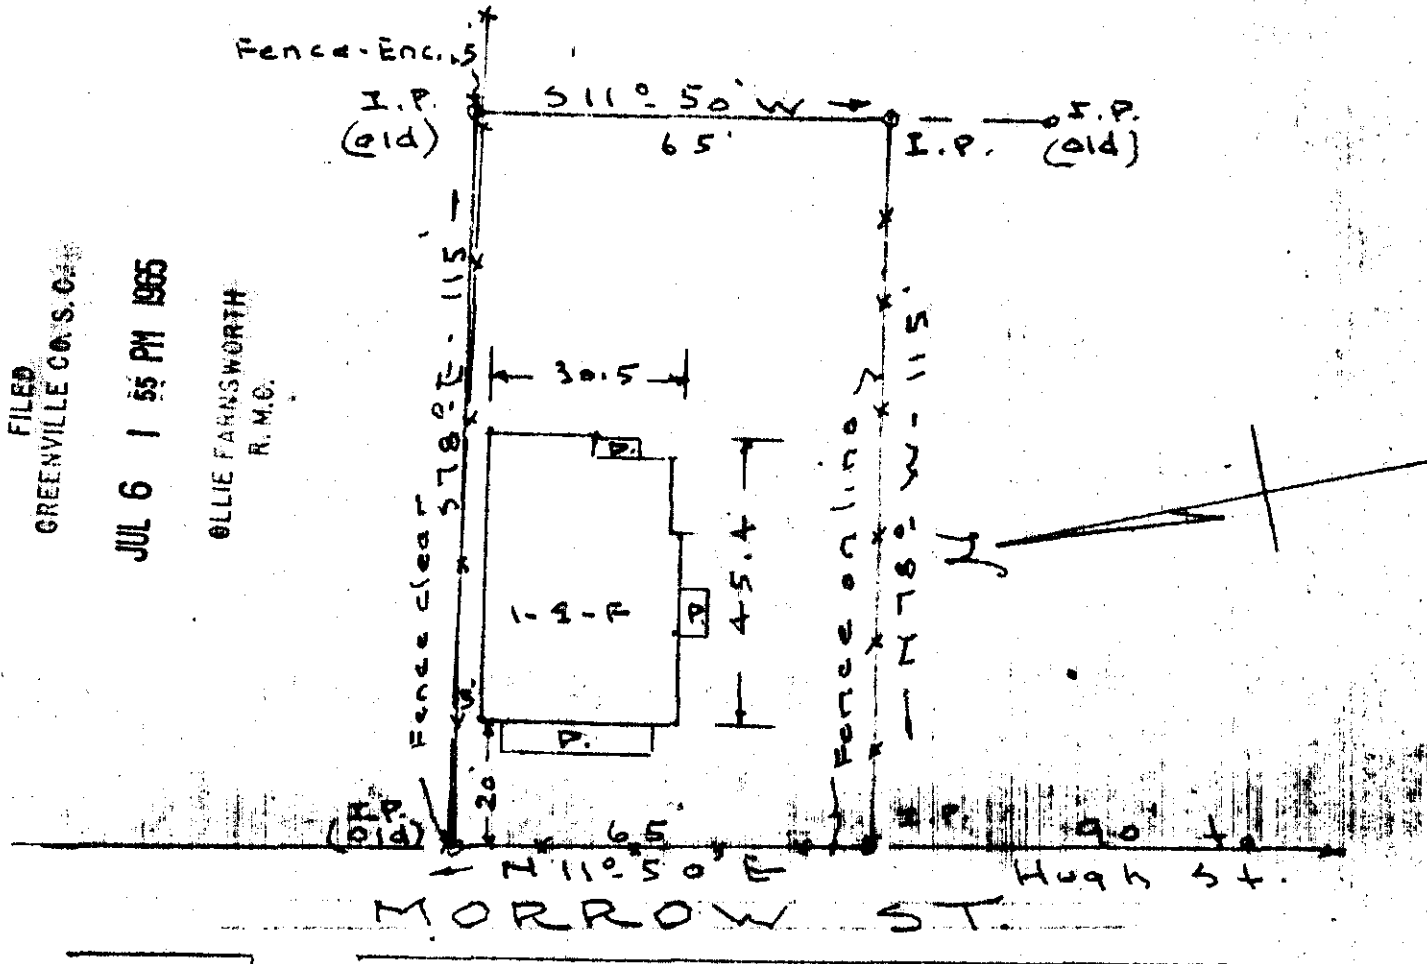 Fence-Enc. .5
I.P.
(old)
S 11°-50' W
65'
I.P.
I.P.
(old)
FILED
GREENVILLE CO. S. C.
JUL 6 1 55 PM 1965
OLLIE FARNSWORTH
R. M. C.
S 78°-E - 115'
Fence clear
30.5
P.
45.4
1-S-F
P.
P.
5'
20'
Fence on line
N 78°-W - 115'
N
I.P.
(old)
65'
I.P.
90' to
Hugh St.
N 11°-50' E
MORROW ST.